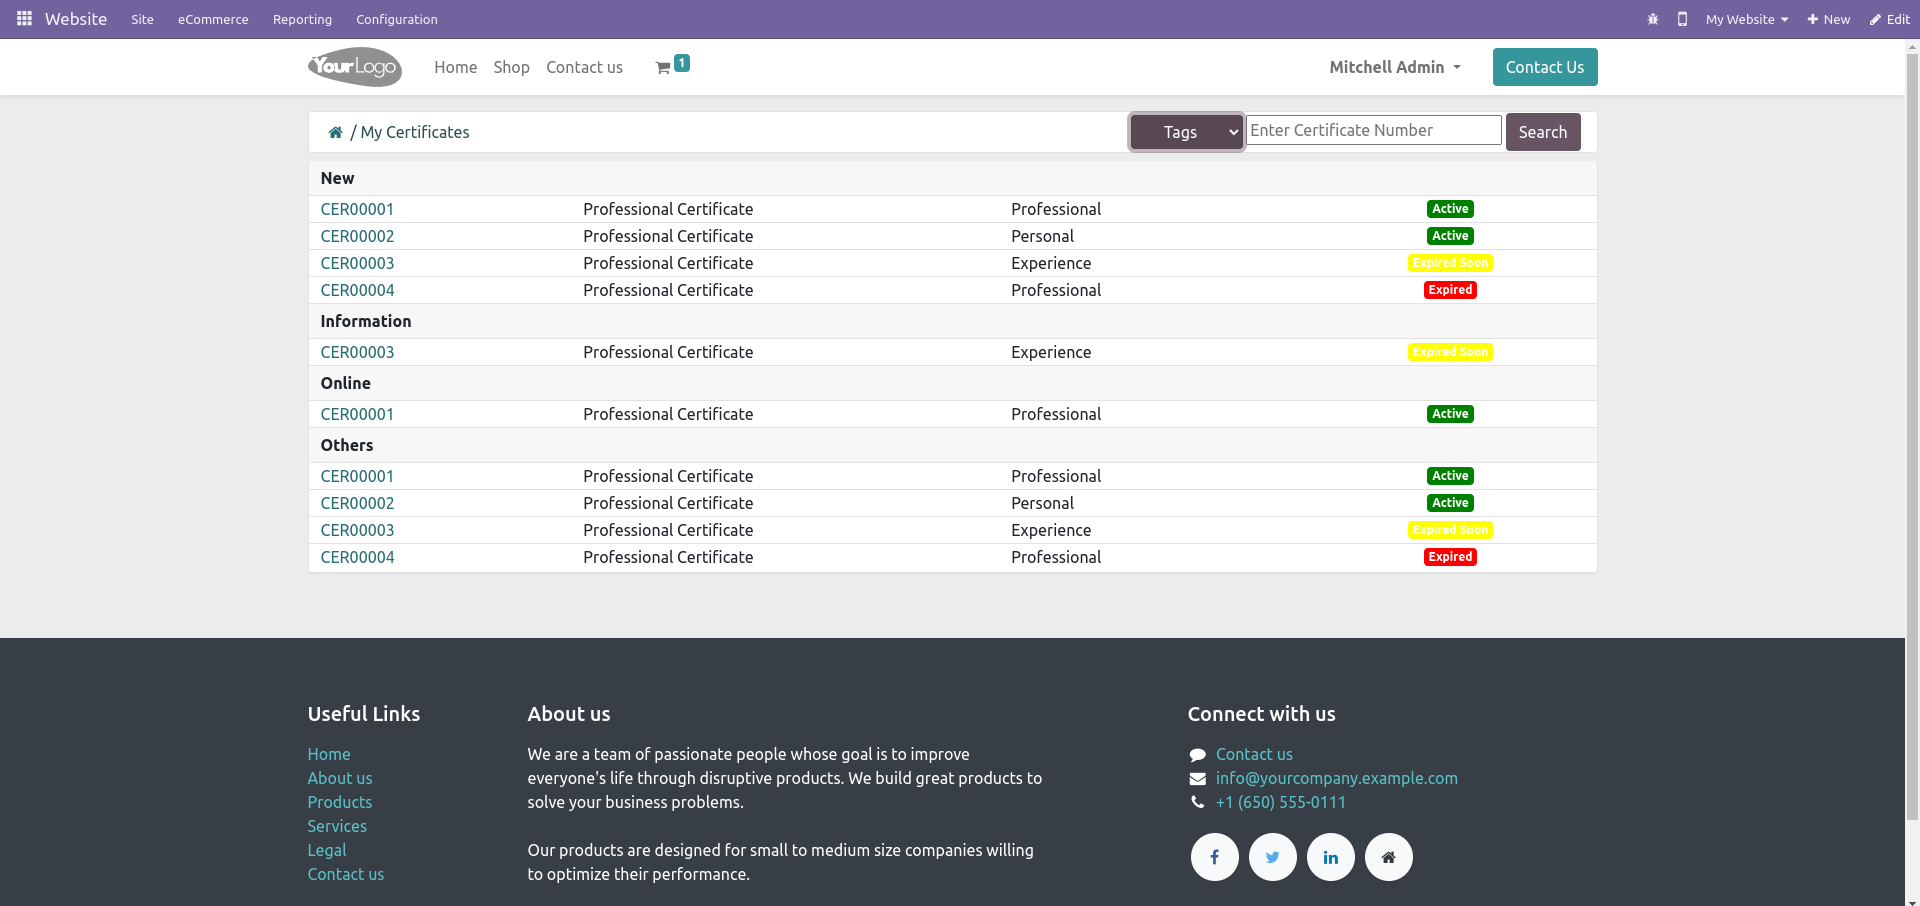 Website Site eCommerce Reporting Configuration My Website New Edit
YourLogo Home Shop Contact us 1 Mitchell Admin Contact Us
/ My Certificates Tags Enter Certificate Number Search
New
CER00001 Professional Certificate Professional Active
CER00002 Professional Certificate Personal Active
CER00003 Professional Certificate Experience Expired Soon
CER00004 Professional Certificate Professional Expired
Information
CER00003 Professional Certificate Experience Expired Soon
Online
CER00001 Professional Certificate Professional Active
Others
CER00001 Professional Certificate Professional Active
CER00002 Professional Certificate Personal Active
CER00003 Professional Certificate Experience Expired Soon
CER00004 Professional Certificate Professional Expired
Useful Links
Home
About us
Products
Services
Legal
Contact us
About us
We are a team of passionate people whose goal is to improve
everyone's life through disruptive products. We build great products to
solve your business problems.
Our products are designed for small to medium size companies willing
to optimize their performance.
Connect with us
Contact us
info@yourcompany.example.com
+1 (650) 555-0111